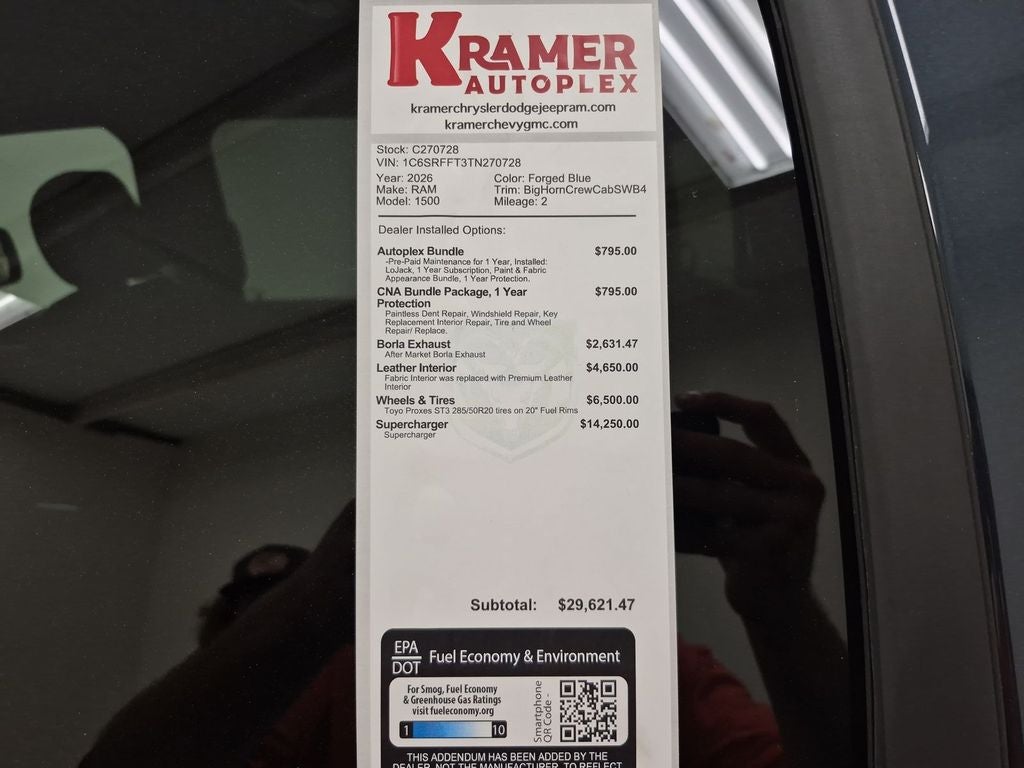 KRAMER
AUTOPLEX
kramerchryslerdodgejeepram.com
kramerchevygmc.com
Stock: C270728
VIN: 1C6SRFFT3TN270728
Year: 2026 Color: Forged Blue
Make: RAM Trim: BigHornCrewCabSWB4
Model: 1500 Mileage: 2
Dealer Installed Options:
Autoplex Bundle $795.00
-Pre-Paid Maintenance for 1 Year, Installed:
LoJack, 1 Year Subscription, Paint & Fabric
Appearance Bundle, 1 Year Protection.
CNA Bundle Package, 1 Year $795.00
Protection
Paintless Dent Repair, Windshield Repair, Key
Replacement Interior Repair, Tire and Wheel
Repair/ Replace.
Borla Exhaust $2,631.47
After Market Borla Exhaust
Leather Interior $4,650.00
Fabric Interior was replaced with Premium Leather
Interior
Wheels & Tires $6,500.00
Toyo Proxes ST3 285/50R20 tires on 20" Fuel Rims
Supercharger $14,250.00
Supercharger
Subtotal: $29,621.47
EPA
DOT Fuel Economy & Environment
For Smog, Fuel Economy
& Greenhouse Gas Ratings
visit fueleconomy.org
1 10
Smartphone
QR Code -
THIS ADDENDUM HAS BEEN ADDED BY THE
DEALER, NOT THE MANUFACTURER, TO REFLECT